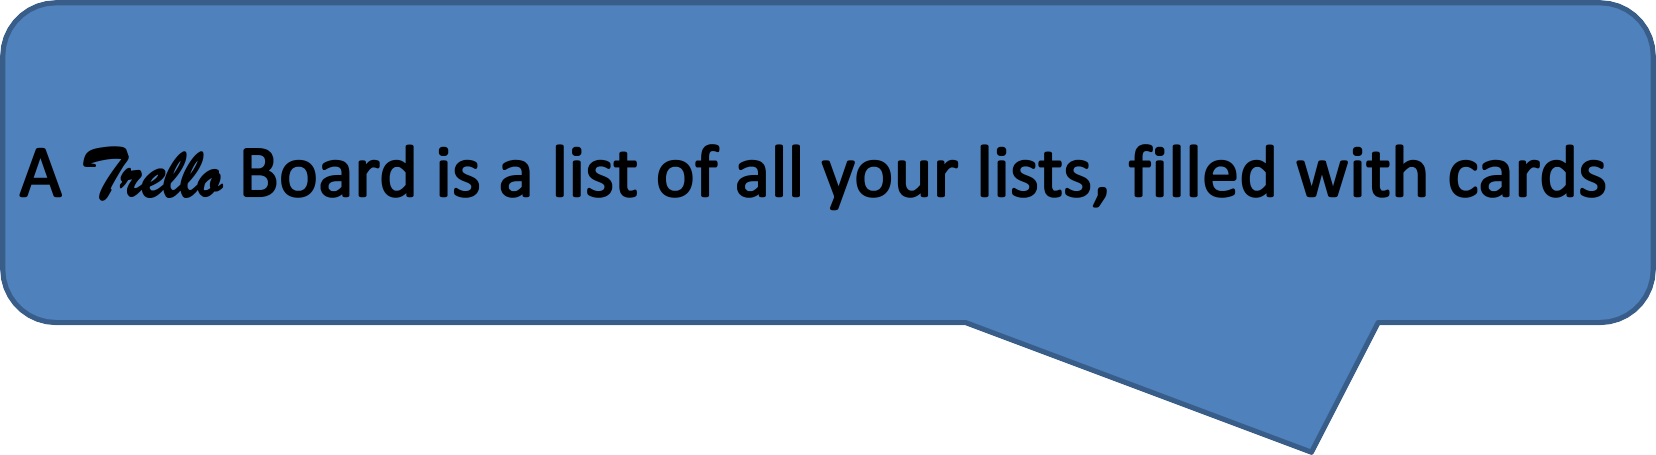 A Trello Board is a list of all your lists, filled with cards